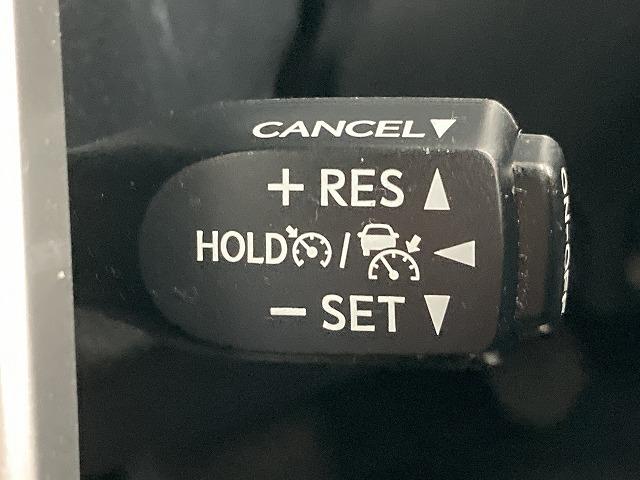 CANCEL▼
+ RES ▲
HOLD / ◀
− SET ▼